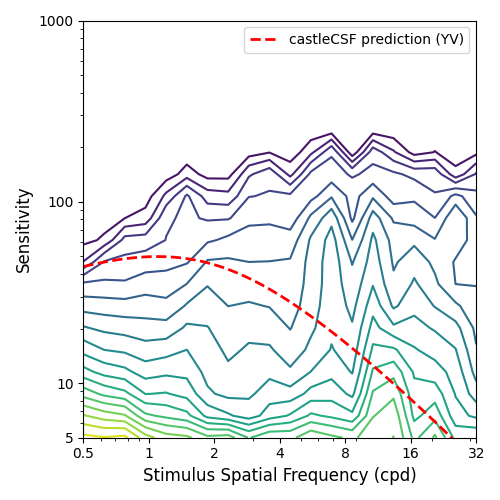 1000
castleCSF prediction (YV)
100
Sensitivity
10
5
0.5 1 2 4 8 16 32
Stimulus Spatial Frequency (cpd)